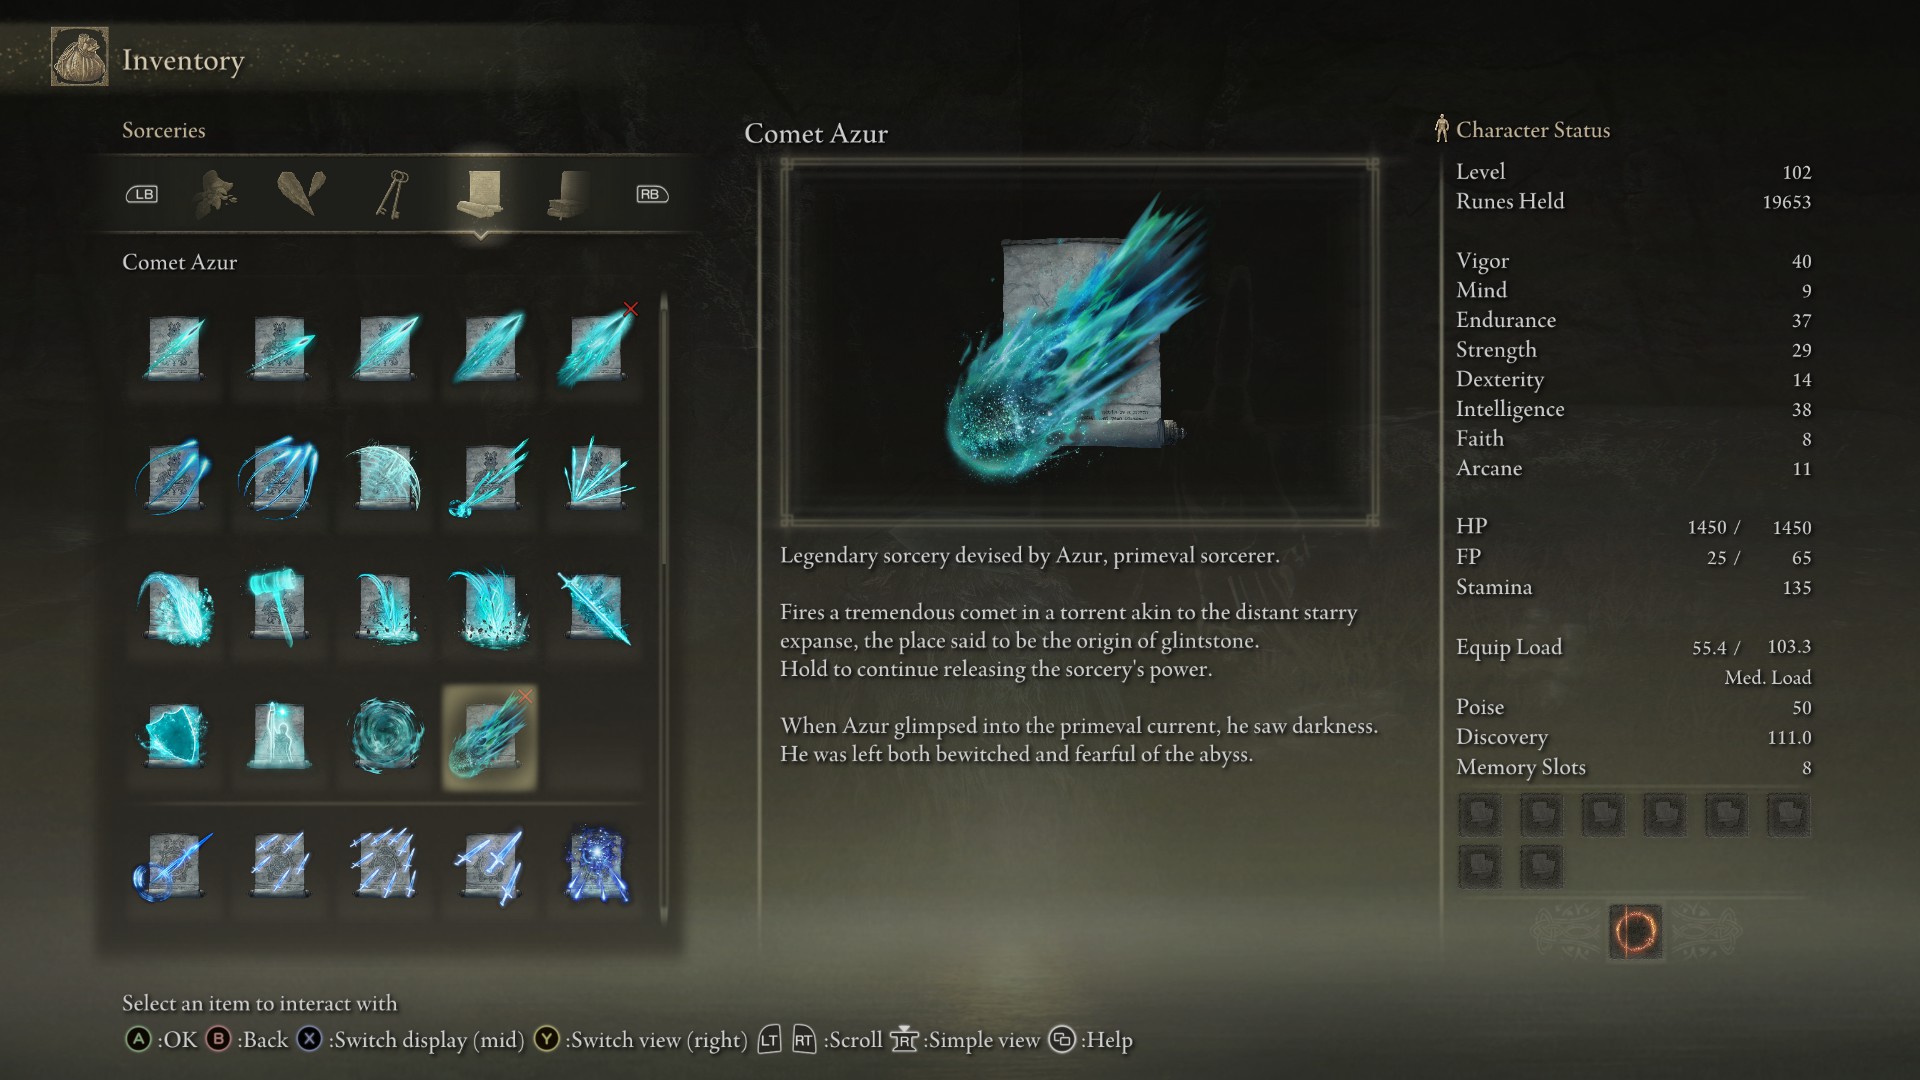 Inventory
Sorceries
LB
RB
Comet Azur
Comet Azur
Legendary sorcery devised by Azur, primeval sorcerer.
Fires a tremendous comet in a torrent akin to the distant starry
expanse, the place said to be the origin of glintstone.
Hold to continue releasing the sorcery's power.
When Azur glimpsed into the primeval current, he saw darkness.
He was left both bewitched and fearful of the abyss.
Character Status
Level 102
Runes Held 19653
Vigor 40
Mind 9
Endurance 37
Strength 29
Dexterity 14
Intelligence 38
Faith 8
Arcane 11
HP 1450 / 1450
FP 25 / 65
Stamina 135
Equip Load 55.4 / 103.3
Med. Load
Poise 50
Discovery 111.0
Memory Slots 8
Select an item to interact with
A :OK B :Back X :Switch display (mid) Y :Switch view (right) LT RT :Scroll R :Simple view :Help